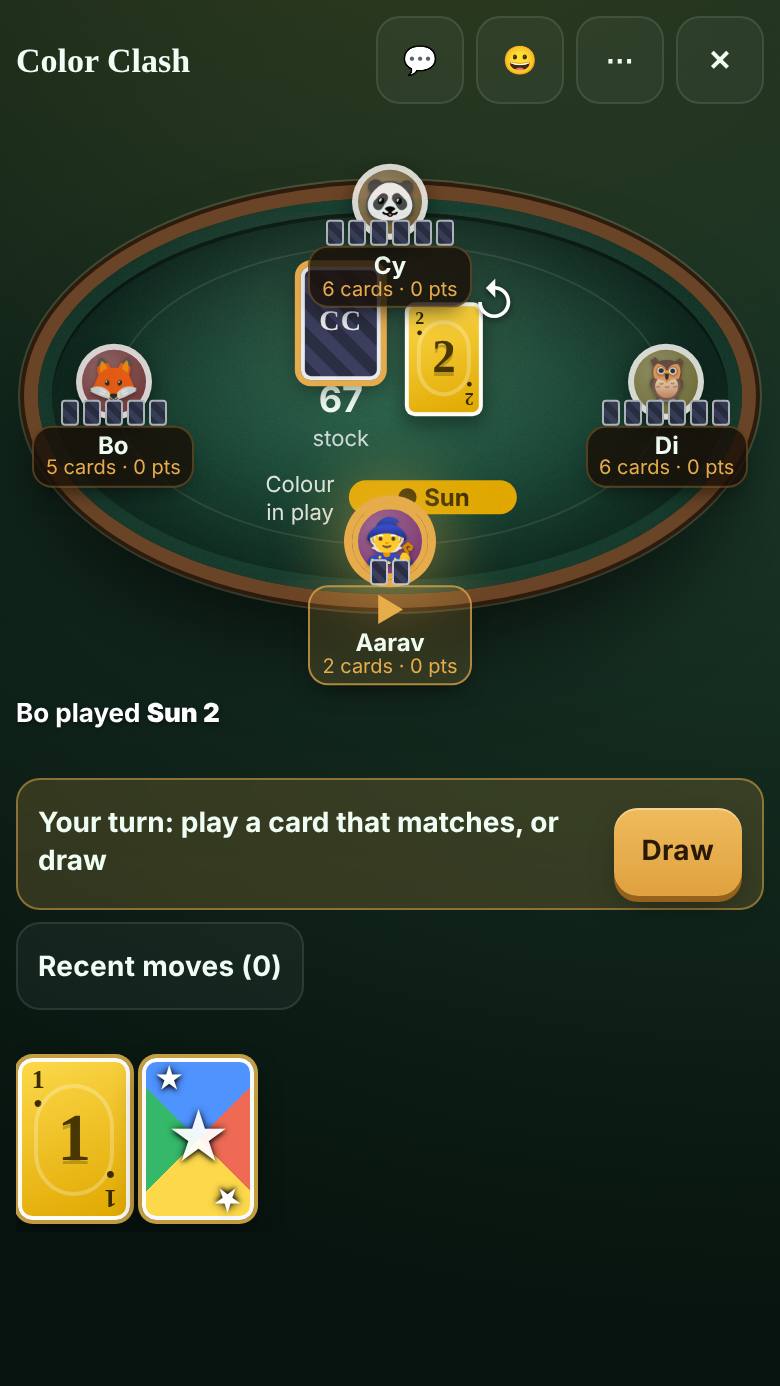 Color Clash
Cy
6 cards · 0 pts
CC
2
2
2
67
stock
Bo
5 cards · 0 pts
Di
6 cards · 0 pts
Colour
in play
Sun
Aarav
2 cards · 0 pts
Bo played Sun 2
Your turn: play a card that matches, or
draw
Draw
Recent moves (0)
1
1
1